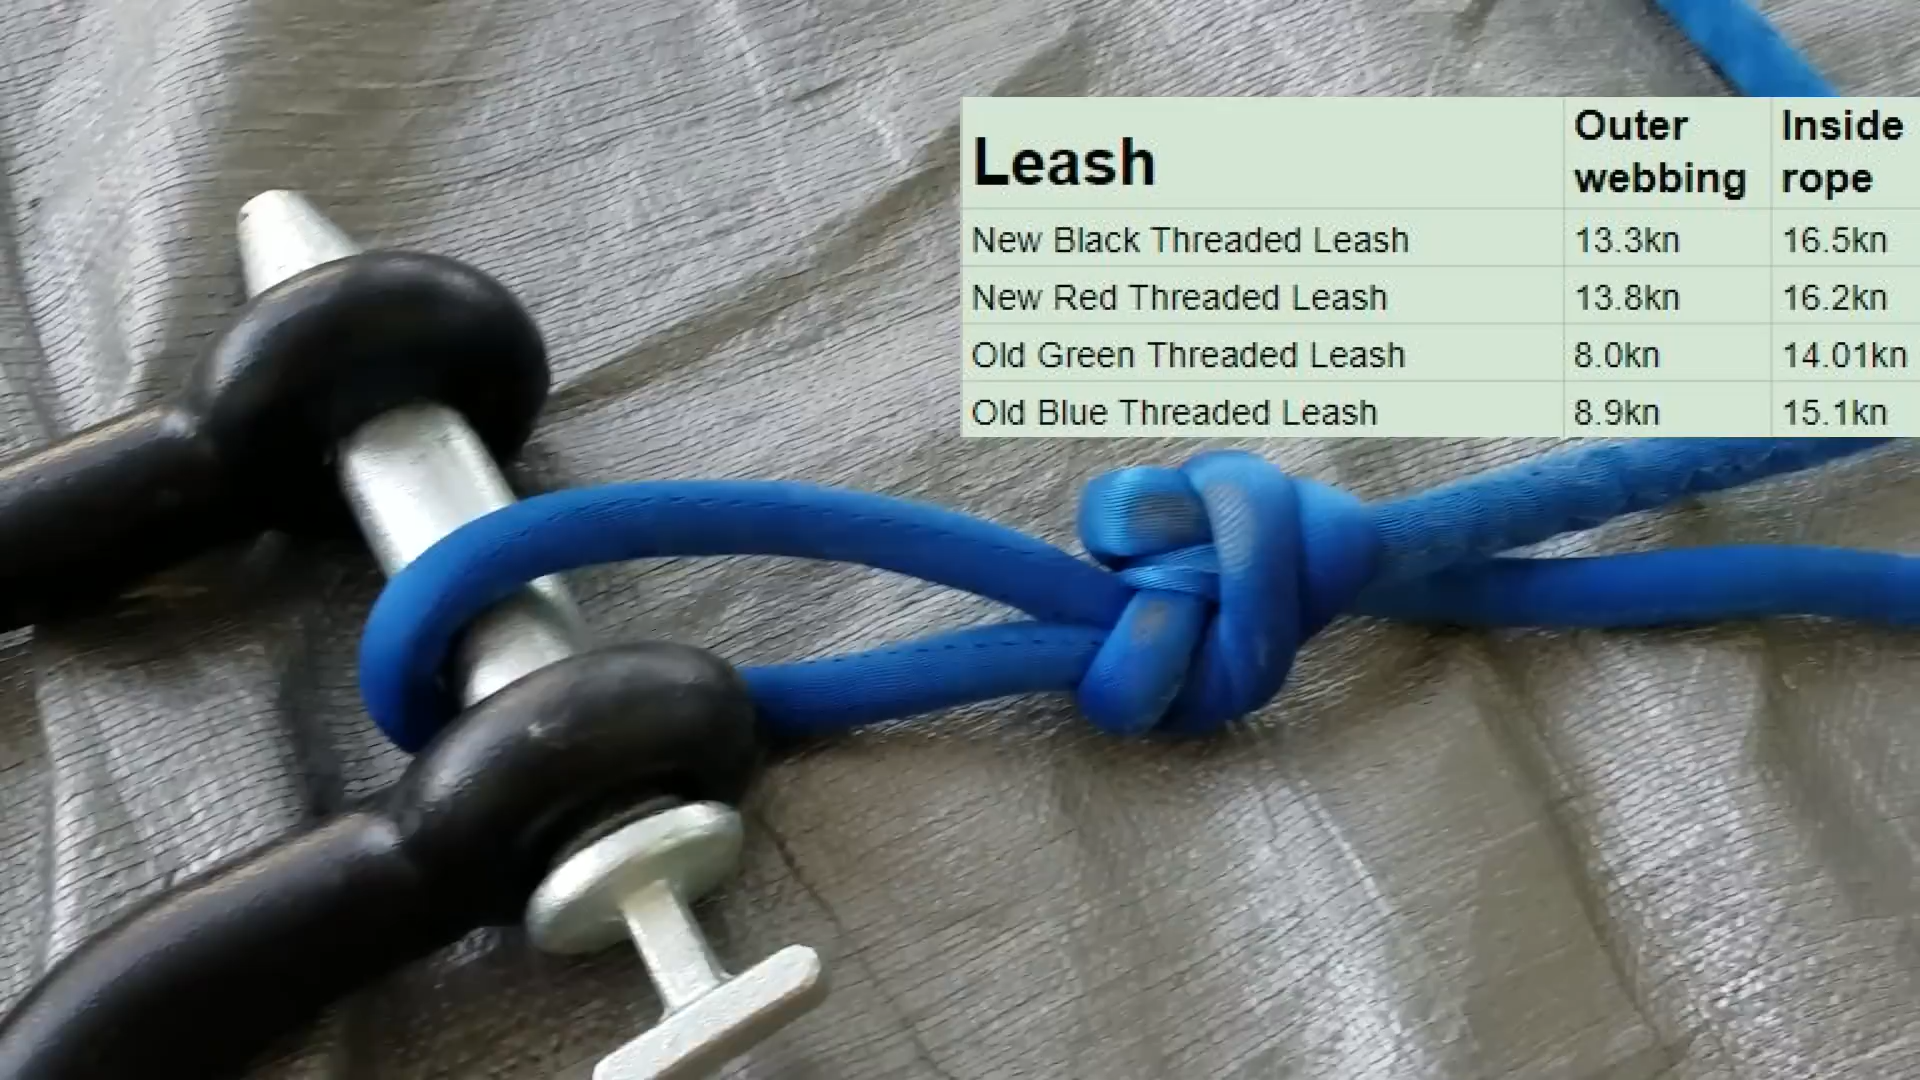 Leash Outer webbing Inside rope
New Black Threaded Leash 13.3kn 16.5kn
New Red Threaded Leash 13.8kn 16.2kn
Old Green Threaded Leash 8.0kn 14.01kn
Old Blue Threaded Leash 8.9kn 15.1kn